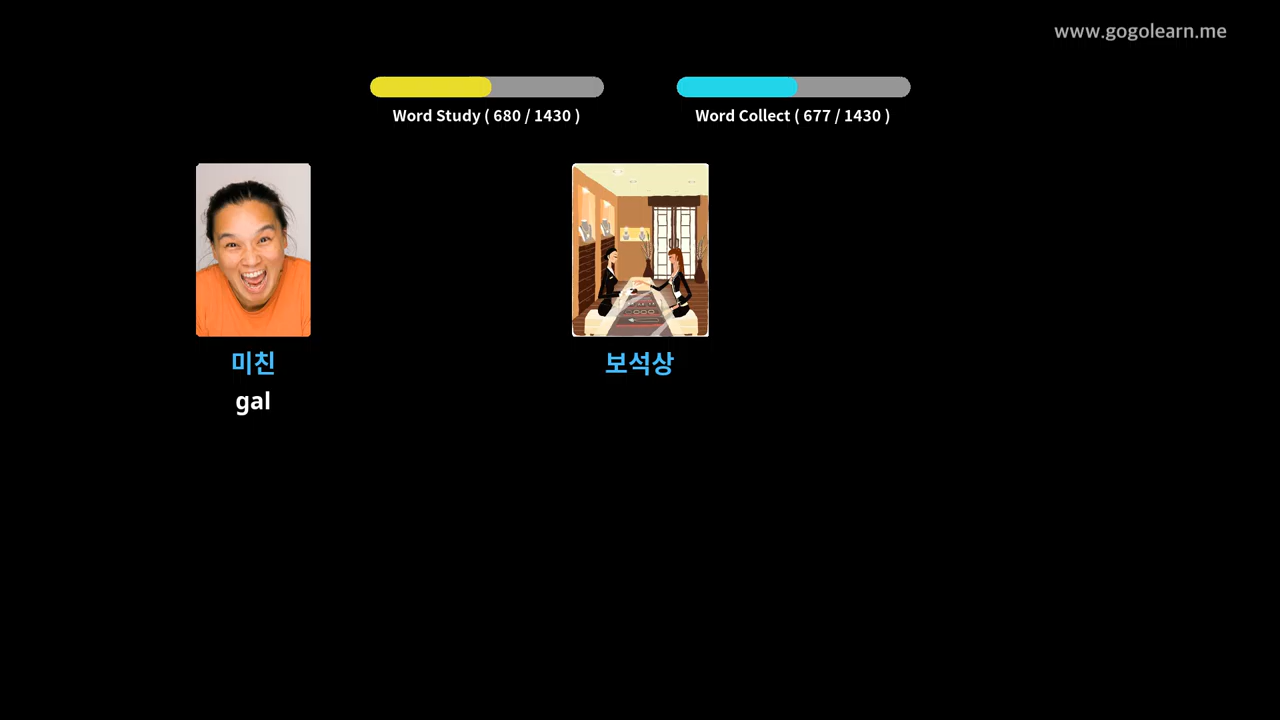 www.gogolearn.me
Word Study ( 680 / 1430 )
Word Collect ( 677 / 1430 )
미친
보석상
gal